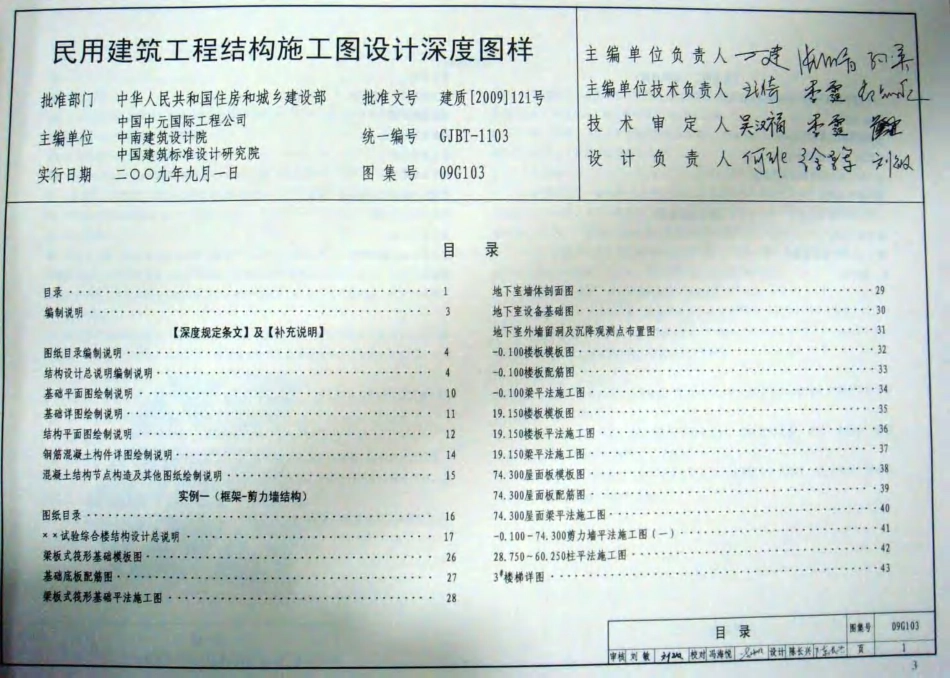 民用建筑工程结构施工图设计深度图样
批准部门 中华人民共和国住房和城乡建设部 批准文号 建质[2009]121号
主编单位 中国中元国际工程公司
中南建筑设计院
中国建筑标准设计研究院
统一编号 GJBT-1103
实行日期 二〇〇九年九月一日 图集号 09G103
主编单位负责人
主编单位技术负责人
技术审定人 吴汉福
设计负责人 刘敏
目 录
目录 1
编制说明 3
【深度规定条文】及【补充说明】
图纸目录编制说明 4
结构设计总说明编制说明 4
基础平面图绘制说明 10
基础详图绘制说明 11
结构平面图绘制说明 12
钢筋混凝土构件详图绘制说明 14
混凝土结构节点构造及其他图纸绘制说明 15
实例一(框架-剪力墙结构)
图纸目录 16
××试验综合楼结构设计总说明 17
梁板式筏形基础模板图 26
基础底板配筋图 27
梁板式筏形基础平法施工图 28
地下室墙体剖面图 29
地下室设备基础图 30
地下室外墙留洞及沉降观测点布置图 31
-0.100楼板模板图 32
-0.100楼板配筋图 33
-0.100梁平法施工图 34
19.150楼板模板图 35
19.150楼板平法施工图 36
19.150梁平法施工图 37
74.300屋面板模板图 38
74.300屋面板配筋图 39
74.300屋面梁平法施工图 40
-0.100~74.300剪力墙平法施工图(一) 41
28.750~60.250柱平法施工图 42
3#楼梯详图 43
目 录 图集号 09G103
审核 刘敏 校对 冯海悦 设计 陈长兴 页 1
3